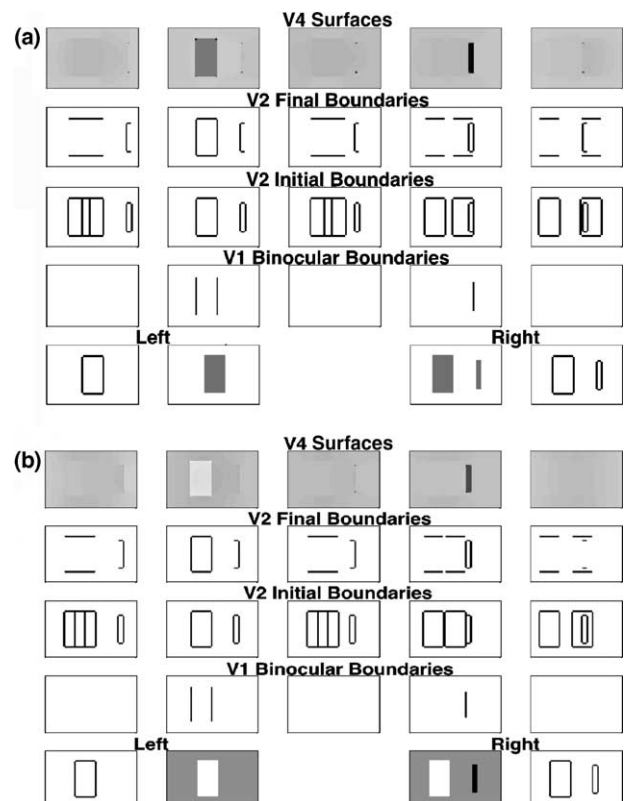 V4 Surfaces
(a)
V2 Final Boundaries
V2 Initial Boundaries
V1 Binocular Boundaries
Left Right
V4 Surfaces
(b)
V2 Final Boundaries
V2 Initial Boundaries
V1 Binocular Boundaries
Left Right